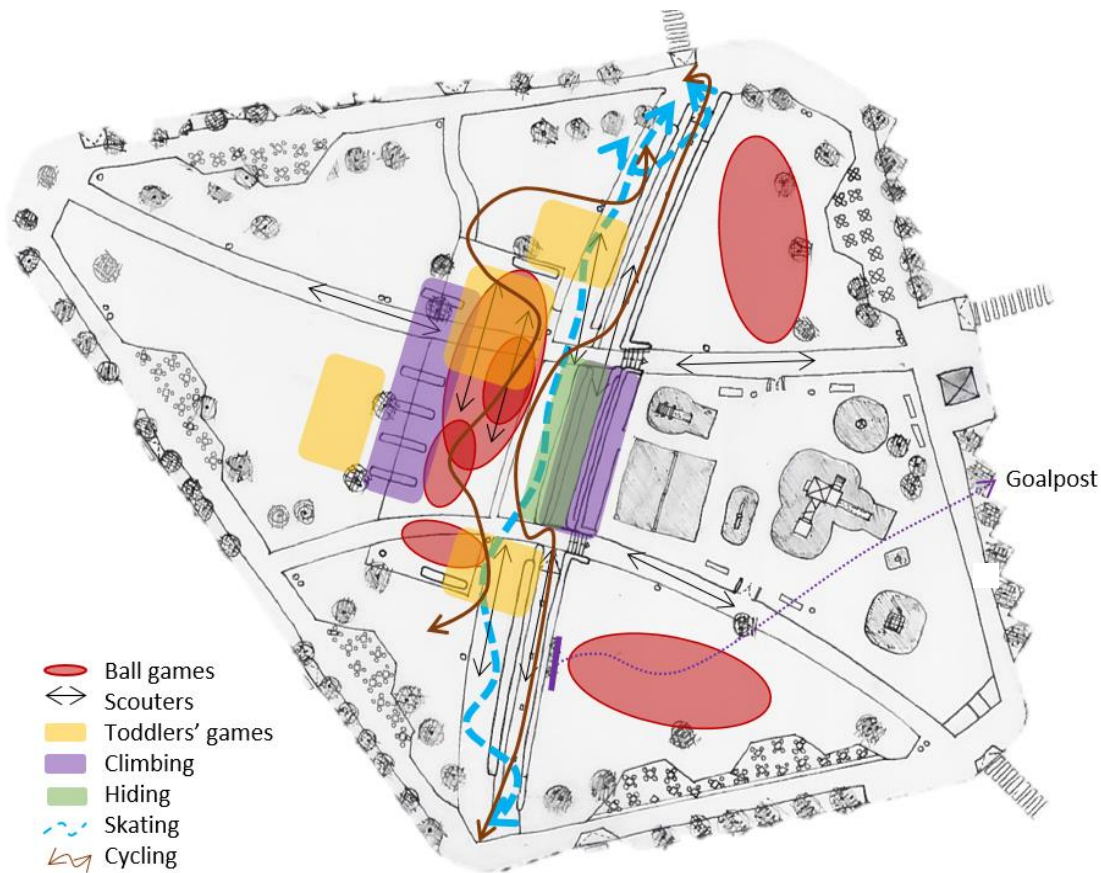 Goalpost
Ball games
Scouters
Toddlers’ games
Climbing
Hiding
Skating
Cycling